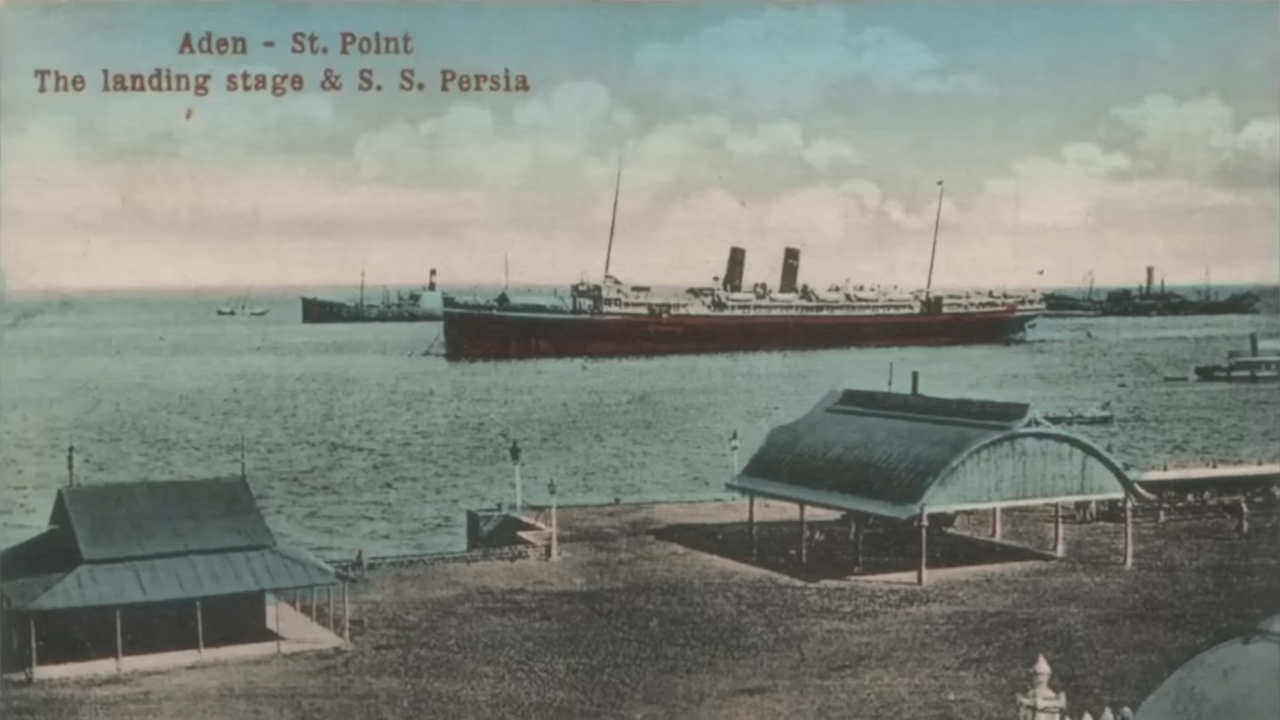 Aden - St. Point
The landing stage & S. S. Persia